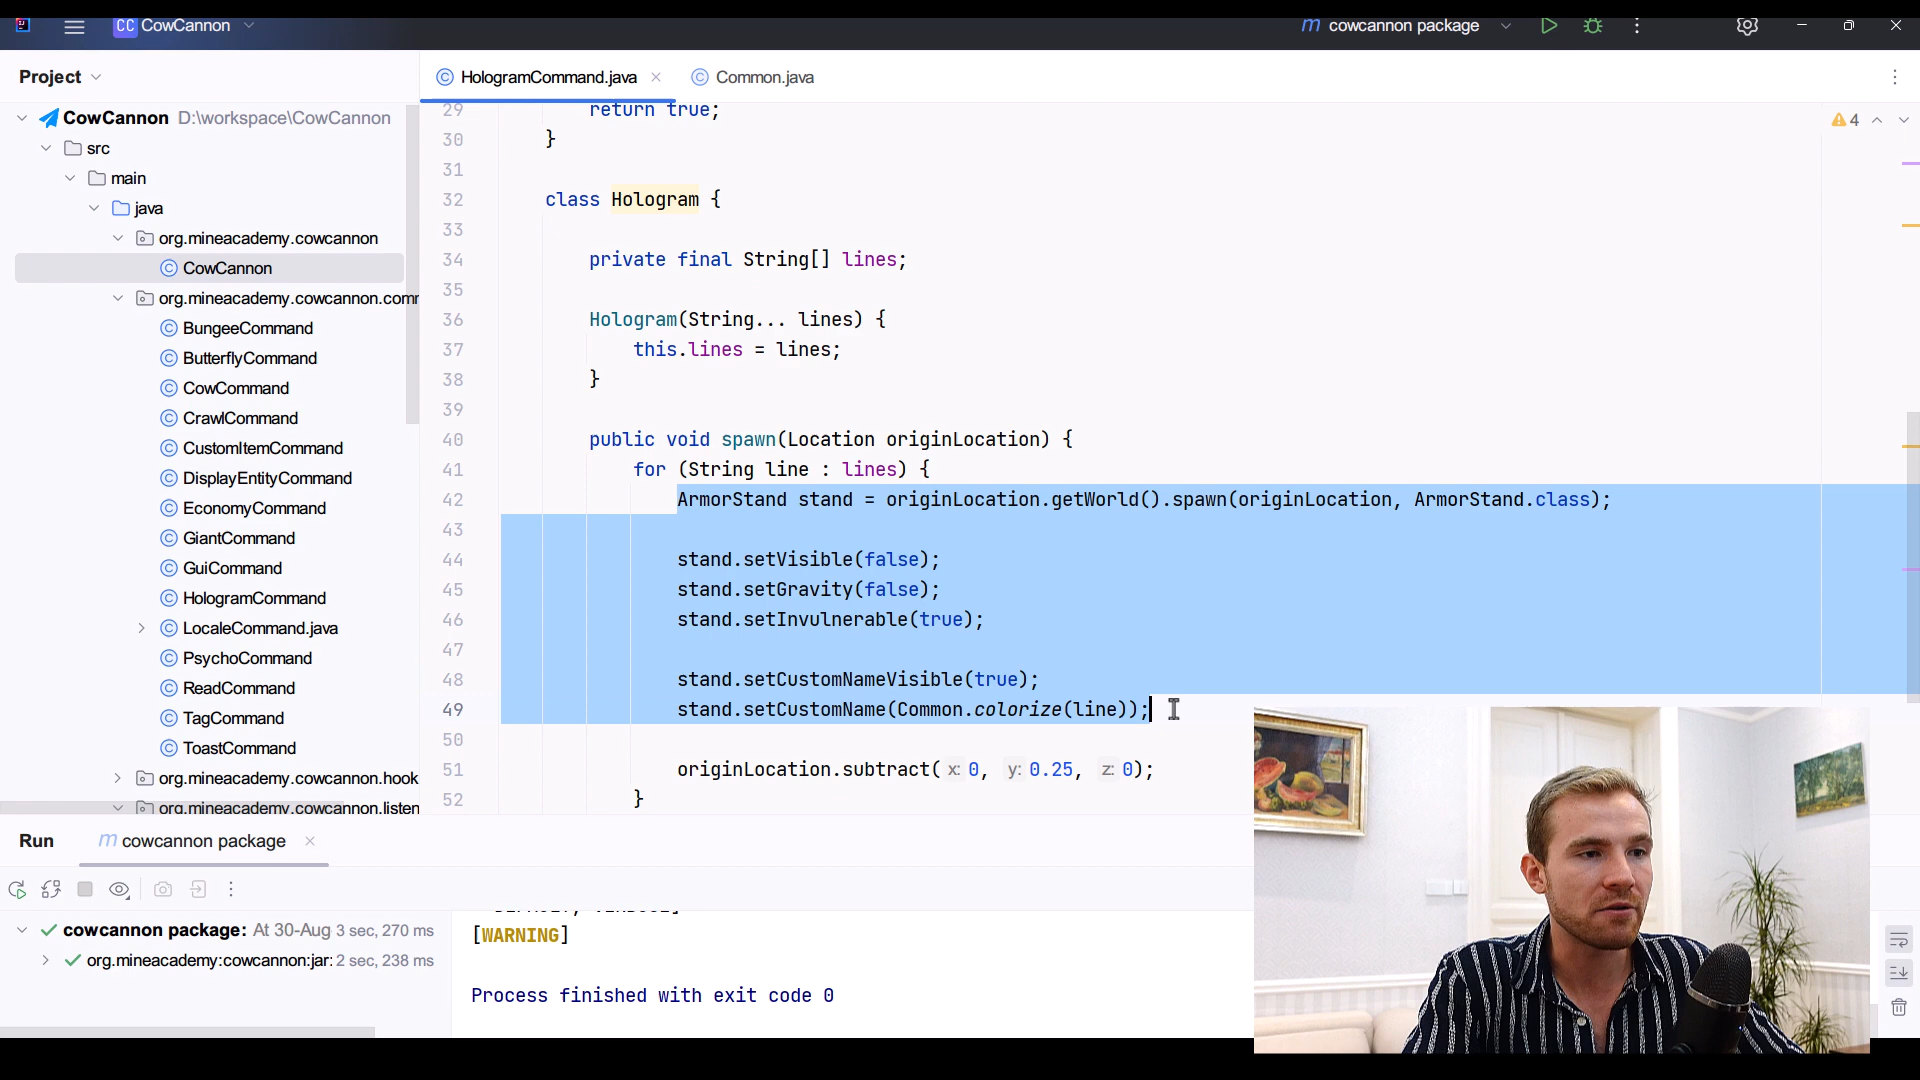 CC CowCannon
cowcannon package
Project
HologramCommand.java
Common.java
CowCannon D:\workspace\CowCannon
src
main
java
org.mineacademy.cowcannon
CowCannon
org.mineacademy.cowcannon.comm
BungeeCommand
ButterflyCommand
CowCommand
CrawlCommand
CustomItemCommand
DisplayEntityCommand
EconomyCommand
GiantCommand
GuiCommand
HologramCommand
LocaleCommand.java
PsychoCommand
ReadCommand
TagCommand
ToastCommand
org.mineacademy.cowcannon.hook
org.mineacademy.cowcannon.listen
4
29 return true;
30 }
31
32 class Hologram {
33
34 private final String[] lines;
35
36 Hologram(String... lines) {
37 this.lines = lines;
38 }
39
40 public void spawn(Location originLocation) {
41 for (String line : lines) {
42 ArmorStand stand = originLocation.getWorld().spawn(originLocation, ArmorStand.class);
43
44 stand.setVisible(false);
45 stand.setGravity(false);
46 stand.setInvulnerable(true);
47
48 stand.setCustomNameVisible(true);
49 stand.setCustomName(Common.colorize(line));
50
51 originLocation.subtract( x: 0, y: 0.25, z: 0);
52 }
Run
cowcannon package
cowcannon package: At 30-Aug 3 sec, 270 ms
org.mineacademy:cowcannon:jar: 2 sec, 238 ms
[WARNING]
Process finished with exit code 0